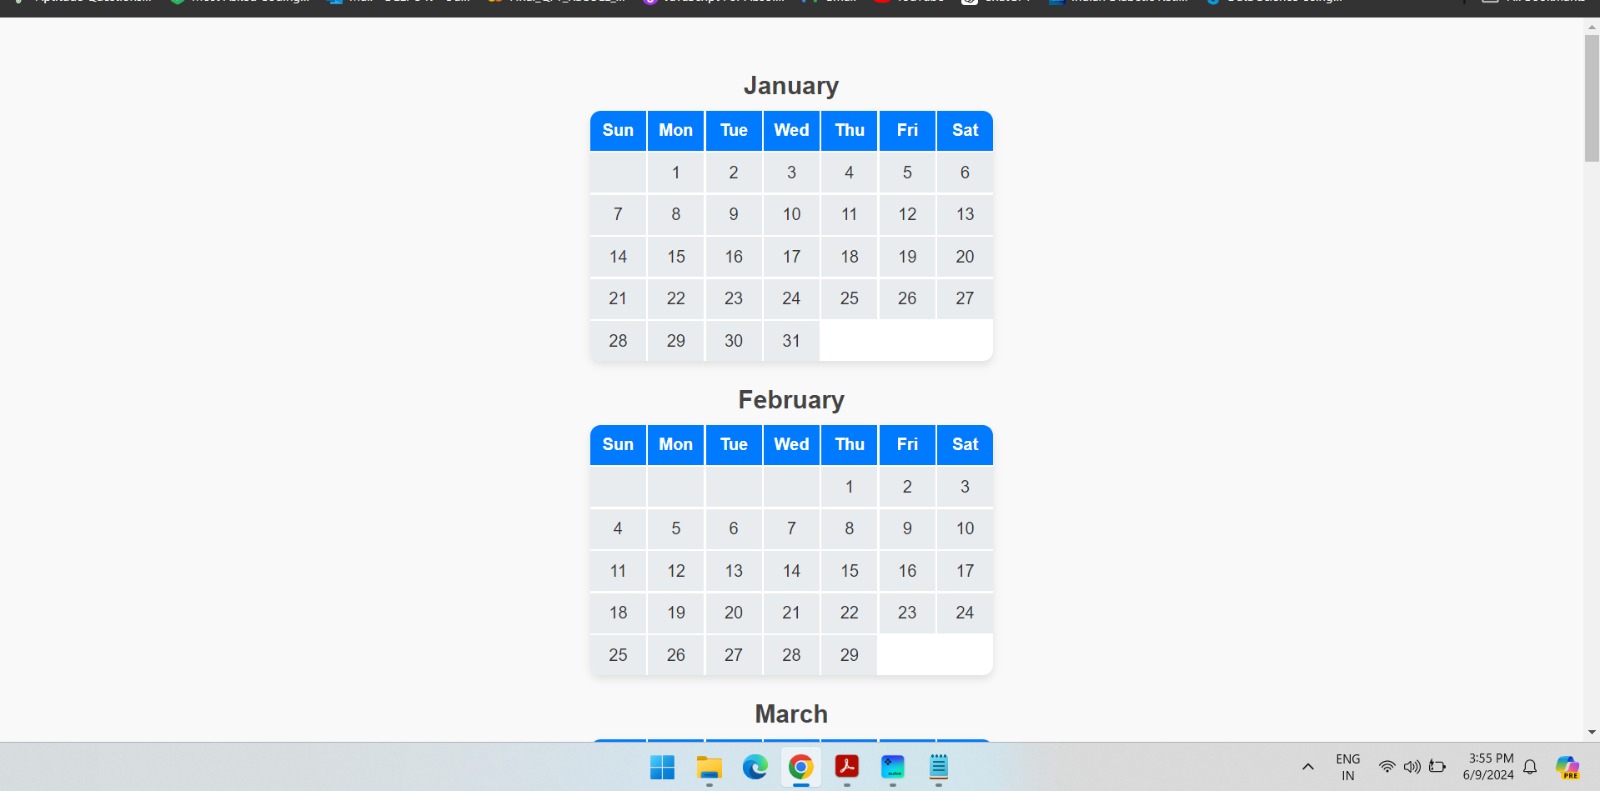 YouTube
January
Sun Mon Tue Wed Thu Fri Sat
1 2 3 4 5 6
7 8 9 10 11 12 13
14 15 16 17 18 19 20
21 22 23 24 25 26 27
28 29 30 31
February
Sun Mon Tue Wed Thu Fri Sat
1 2 3
4 5 6 7 8 9 10
11 12 13 14 15 16 17
18 19 20 21 22 23 24
25 26 27 28 29
March
ENG
IN
3:55 PM
6/9/2024
PRE